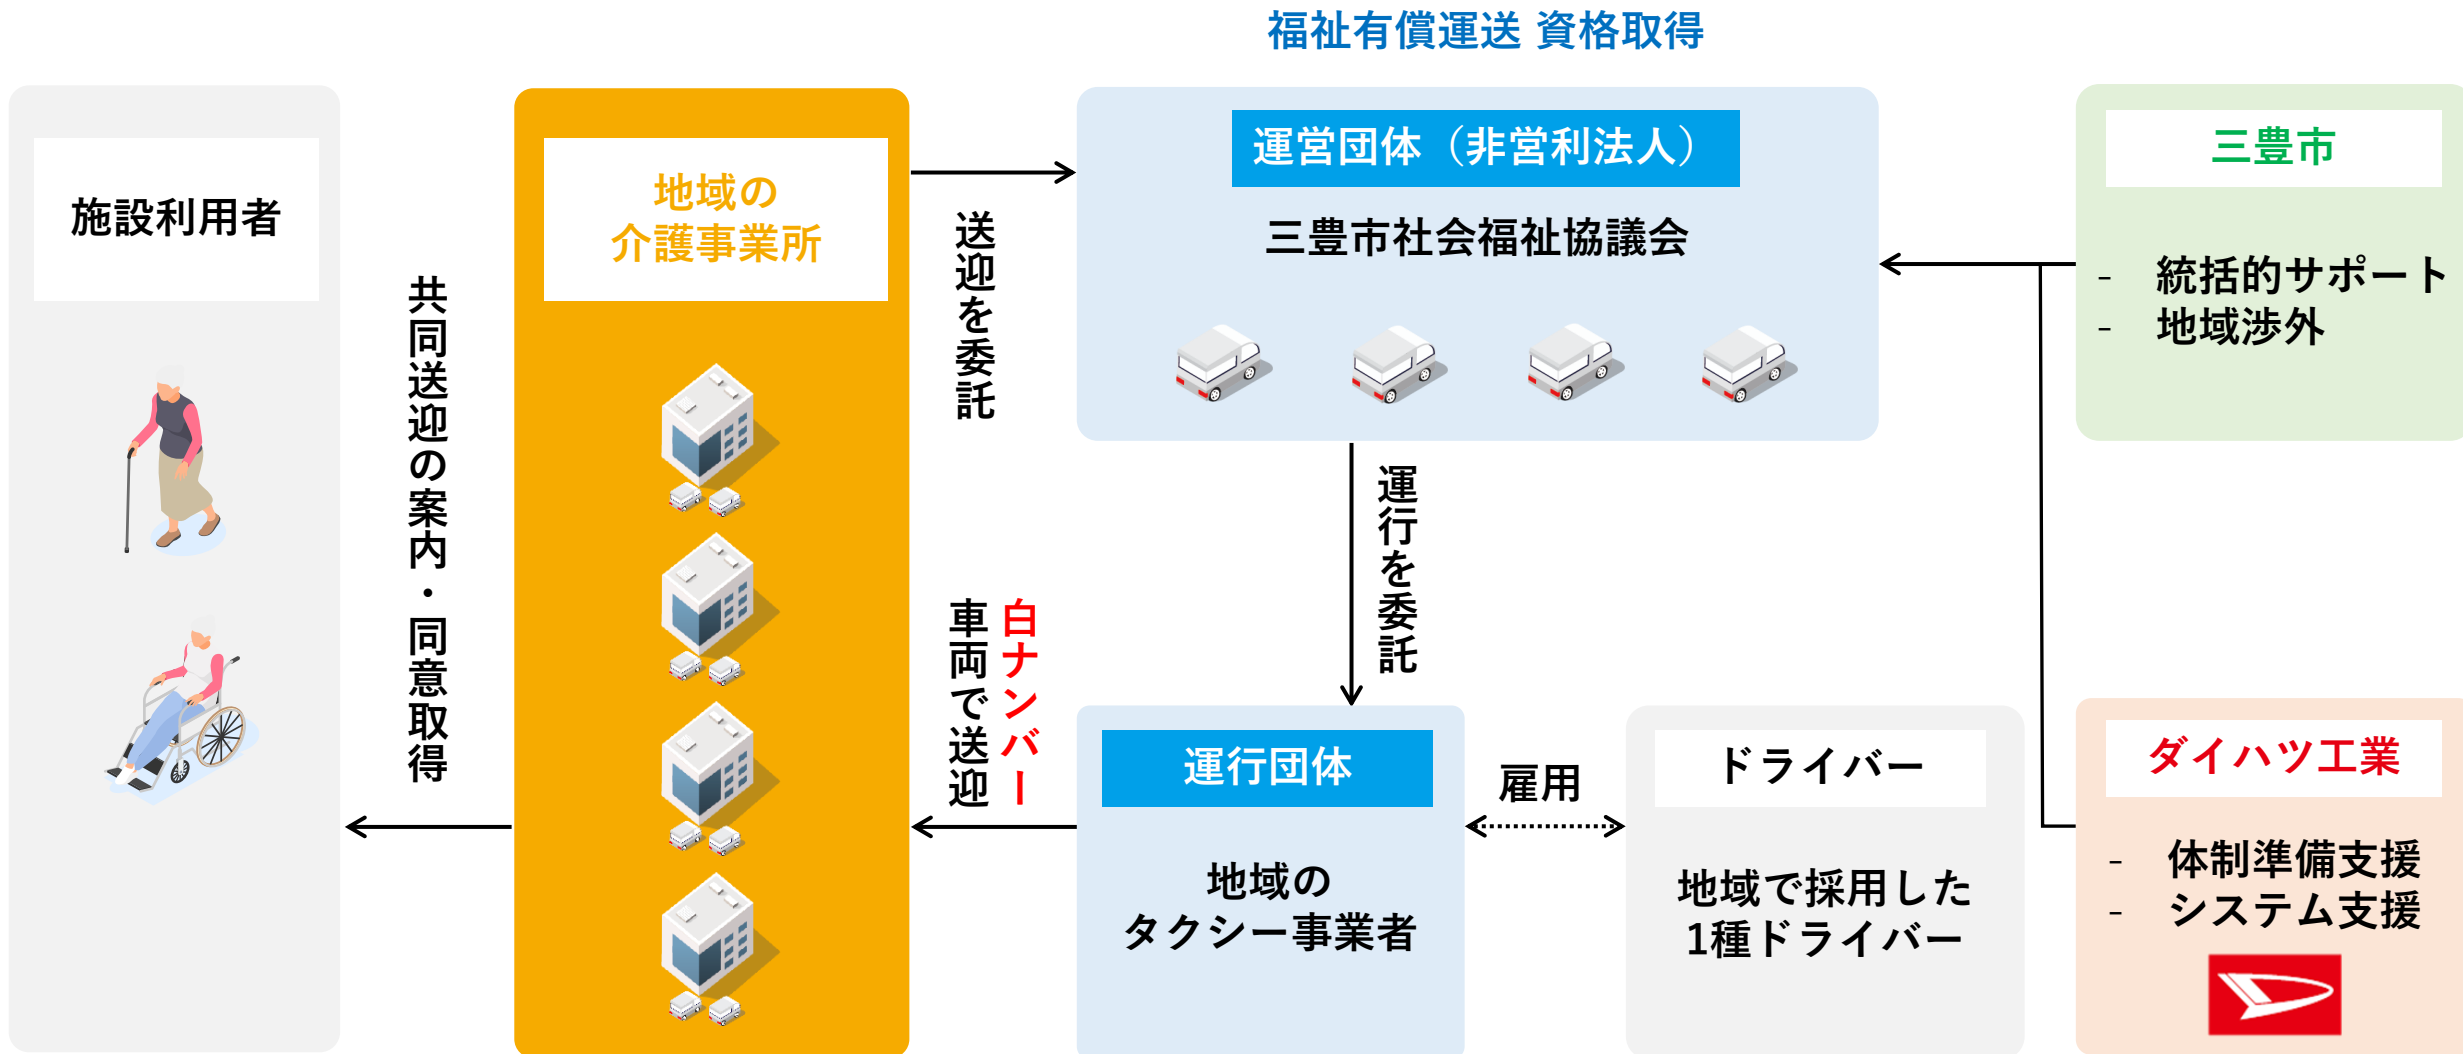 福祉有償運送 資格取得
施設利用者
共同送迎の案内・同意取得
地域の
介護事業所
送迎を委託
白ナンバー
車両で送迎
運営団体（非営利法人）
三豊市社会福祉協議会
運行を委託
運行団体
地域の
タクシー事業者
雇用
ドライバー
地域で採用した
1種ドライバー
三豊市
- 統括的サポート
- 地域渉外
ダイハツ工業
- 体制準備支援
- システム支援